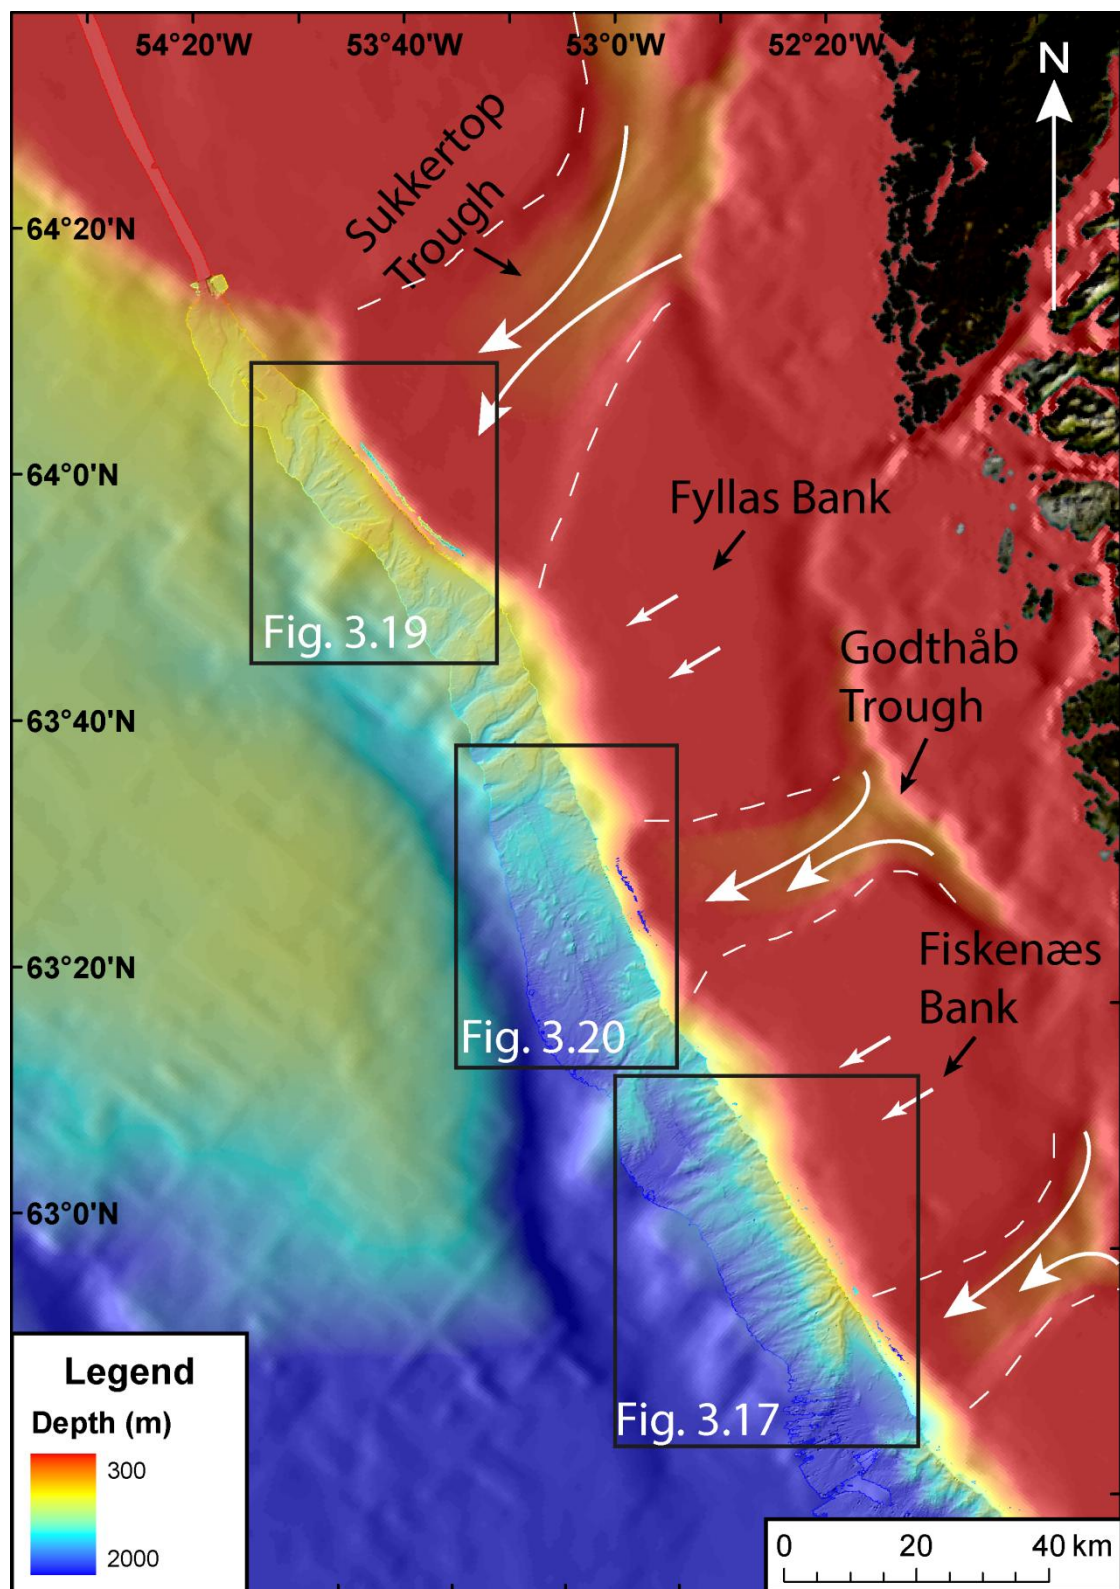 54°20'W 53°40'W 53°0'W 52°20'W
N
Sukkertop
Trough
64°20'N
64°0'N
Fyllas Bank
Fig. 3.19
Godthåb
Trough
63°40'N
Fiskenæs
Bank
63°20'N
Fig. 3.20
63°0'N
Fig. 3.17
Legend
Depth (m)
300
2000
0 20 40 km